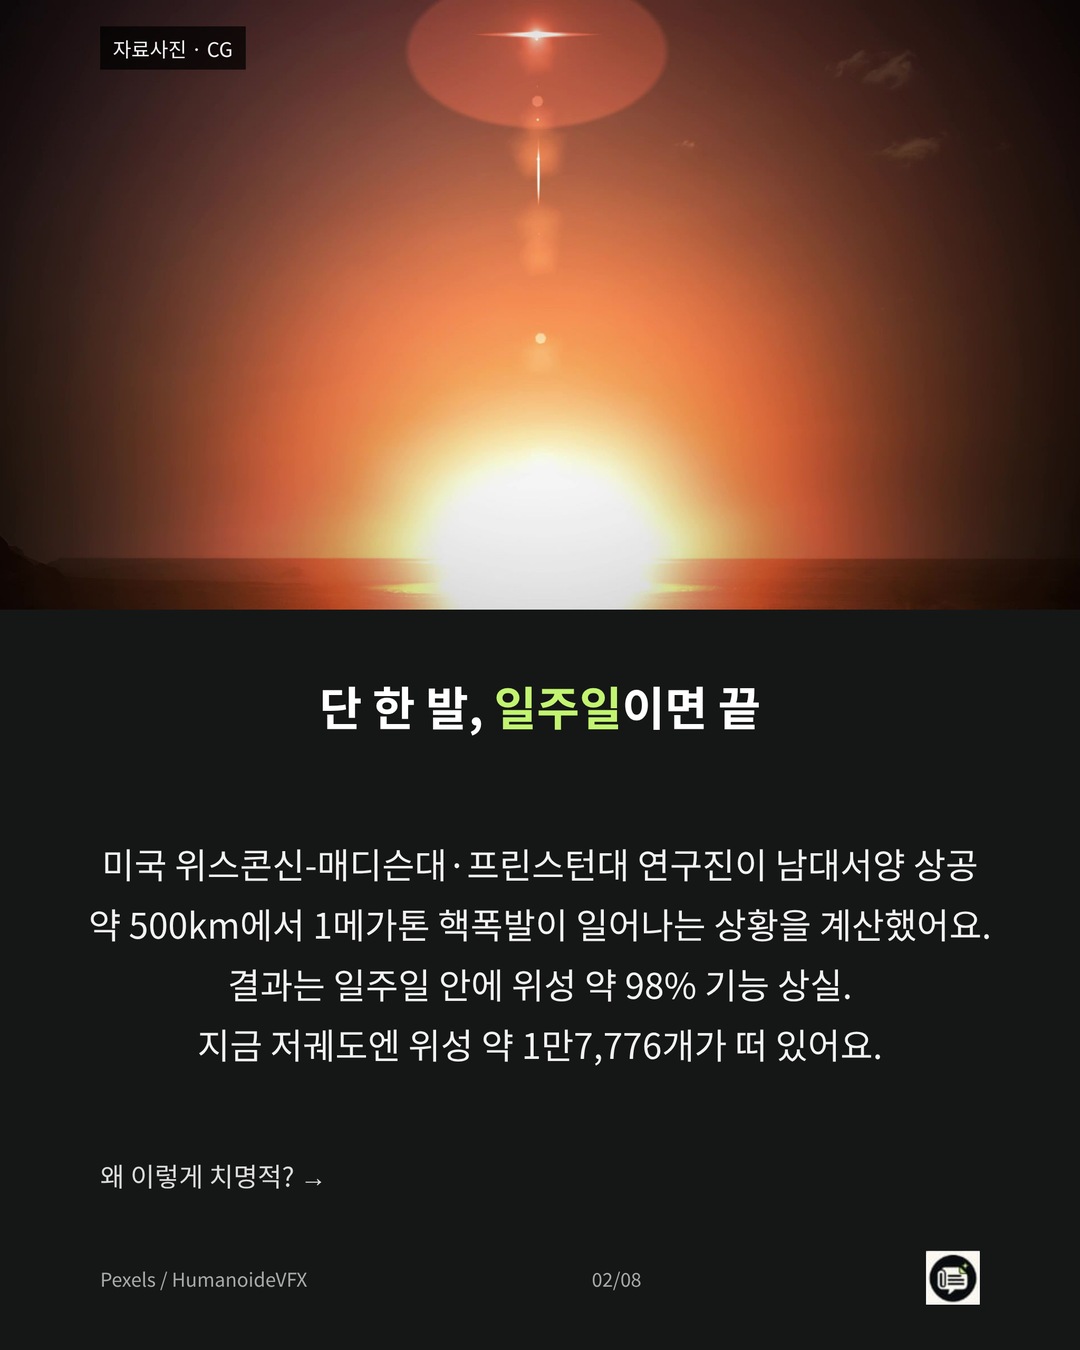 자료사진 · CG
단 한 발, 일주일이면 끝
미국 위스콘신-매디슨대·프린스턴대 연구진이 남대서양 상공
약 500km에서 1메가톤 핵폭발이 일어나는 상황을 계산했어요.
결과는 일주일 안에 위성 약 98% 기능 상실.
지금 저궤도엔 위성 약 1만7,776개가 떠 있어요.
왜 이렇게 치명적? →
Pexels / HumanoideVFX
02/08